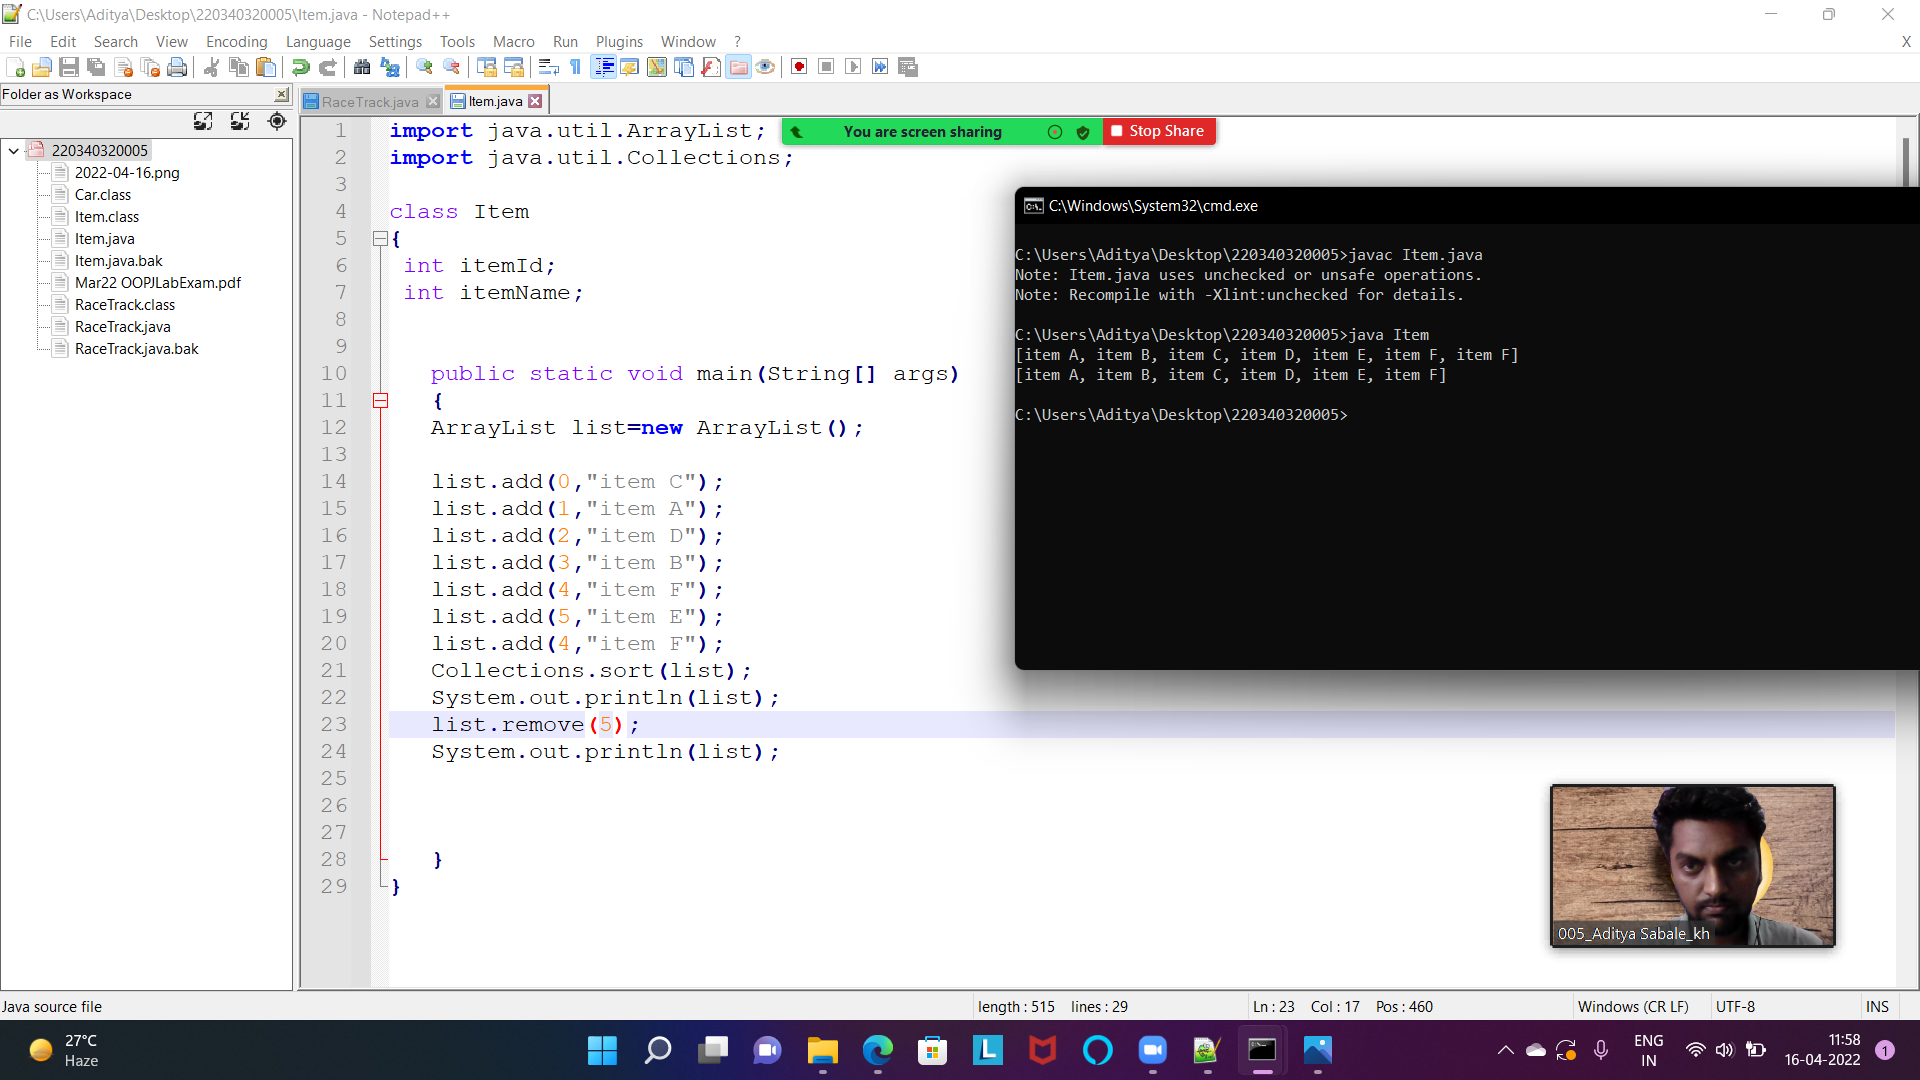 C:\Users\Aditya\Desktop\220340320005\Item.java - Notepad++
File Edit Search View Encoding Language Settings Tools Macro Run Plugins Window ? X
Folder as Workspace
RaceTrack.java Item.java
220340320005
2022-04-16.png
Car.class
Item.class
Item.java
Item.java.bak
Mar22 OOPJLabExam.pdf
RaceTrack.class
RaceTrack.java
RaceTrack.java.bak
1 import java.util.ArrayList;
2 import java.util.Collections;
3
4 class Item
5 {
6 int itemId;
7 int itemName;
8
9
10 public static void main(String[] args)
11 {
12 ArrayList list=new ArrayList();
13
14 list.add(0,"item C");
15 list.add(1,"item A");
16 list.add(2,"item D");
17 list.add(3,"item B");
18 list.add(4,"item F");
19 list.add(5,"item E");
20 list.add(4,"item F");
21 Collections.sort(list);
22 System.out.println(list);
23 list.remove(5);
24 System.out.println(list);
25
26
27
28 }
29 }
You are screen sharing Stop Share
C:\Windows\System32\cmd.exe
C:\Users\Aditya\Desktop\220340320005>javac Item.java
Note: Item.java uses unchecked or unsafe operations.
Note: Recompile with -Xlint:unchecked for details.
C:\Users\Aditya\Desktop\220340320005>java Item
[item A, item B, item C, item D, item E, item F, item F]
[item A, item B, item C, item D, item E, item F]
C:\Users\Aditya\Desktop\220340320005>
005_Aditya Sabale_kh
Java source file length : 515 lines : 29 Ln : 23 Col : 17 Pos : 460 Windows (CR LF) UTF-8 INS
27°C
Haze
ENG
IN
11:58
16-04-2022
1